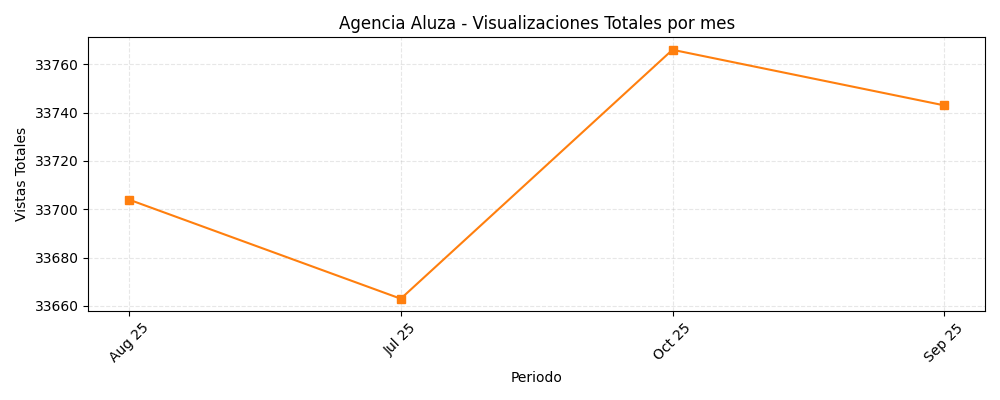 Agencia Aluza - Visualizaciones Totales por mes
Vistas Totales
33760
33740
33720
33700
33680
33660
Aug 25
Jul 25
Oct 25
Sep 25
Periodo